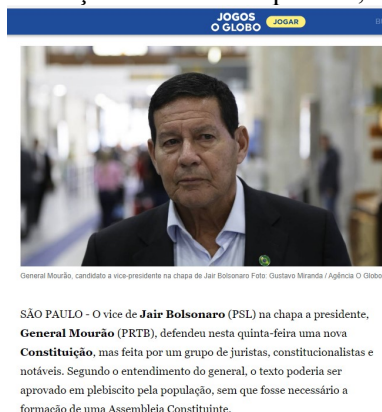 JOGOS
O GLOBO
JOGAR
General Mourão, candidato a vice-presidente na chapa de Jair Bolsonaro Foto: Gustavo Miranda / Agência O Globo
SÃO PAULO - O vice de Jair Bolsonaro (PSL) na chapa a presidente,
General Mourão (PRTB), defendeu nesta quinta-feira uma nova
Constituição, mas feita por um grupo de juristas, constitucionalistas e
notáveis. Segundo o entendimento do general, o texto poderia ser
aprovado em plebiscito pela população, sem que fosse necessário a
formação de uma Assembleia Constituinte.